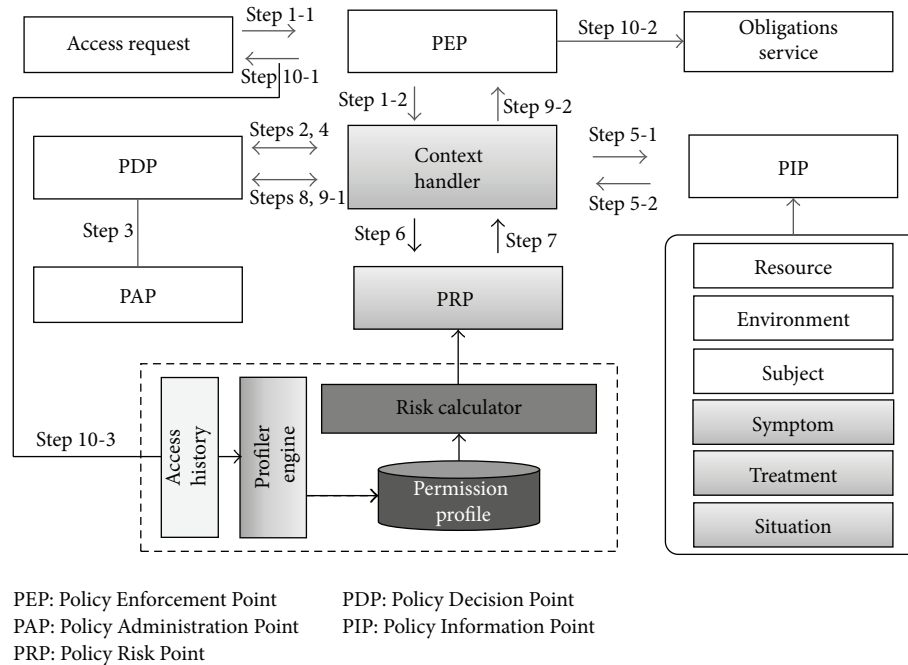 Step 1-1
Access request
Step 10-1
PEP
Step 10-2
Obligations
service
Step 1-2
Step 9-2
Steps 2, 4
PDP
Steps 8, 9-1
Context
handler
Step 5-1
Step 5-2
PIP
Step 3
Step 6
Step 7
PAP
PRP
Resource
Environment
Subject
Symptom
Treatment
Situation
Step 10-3
Access
history
Profiler
engine
Risk calculator
Permission
profile
PEP: Policy Enforcement Point
PDP: Policy Decision Point
PAP: Policy Administration Point
PIP: Policy Information Point
PRP: Policy Risk Point